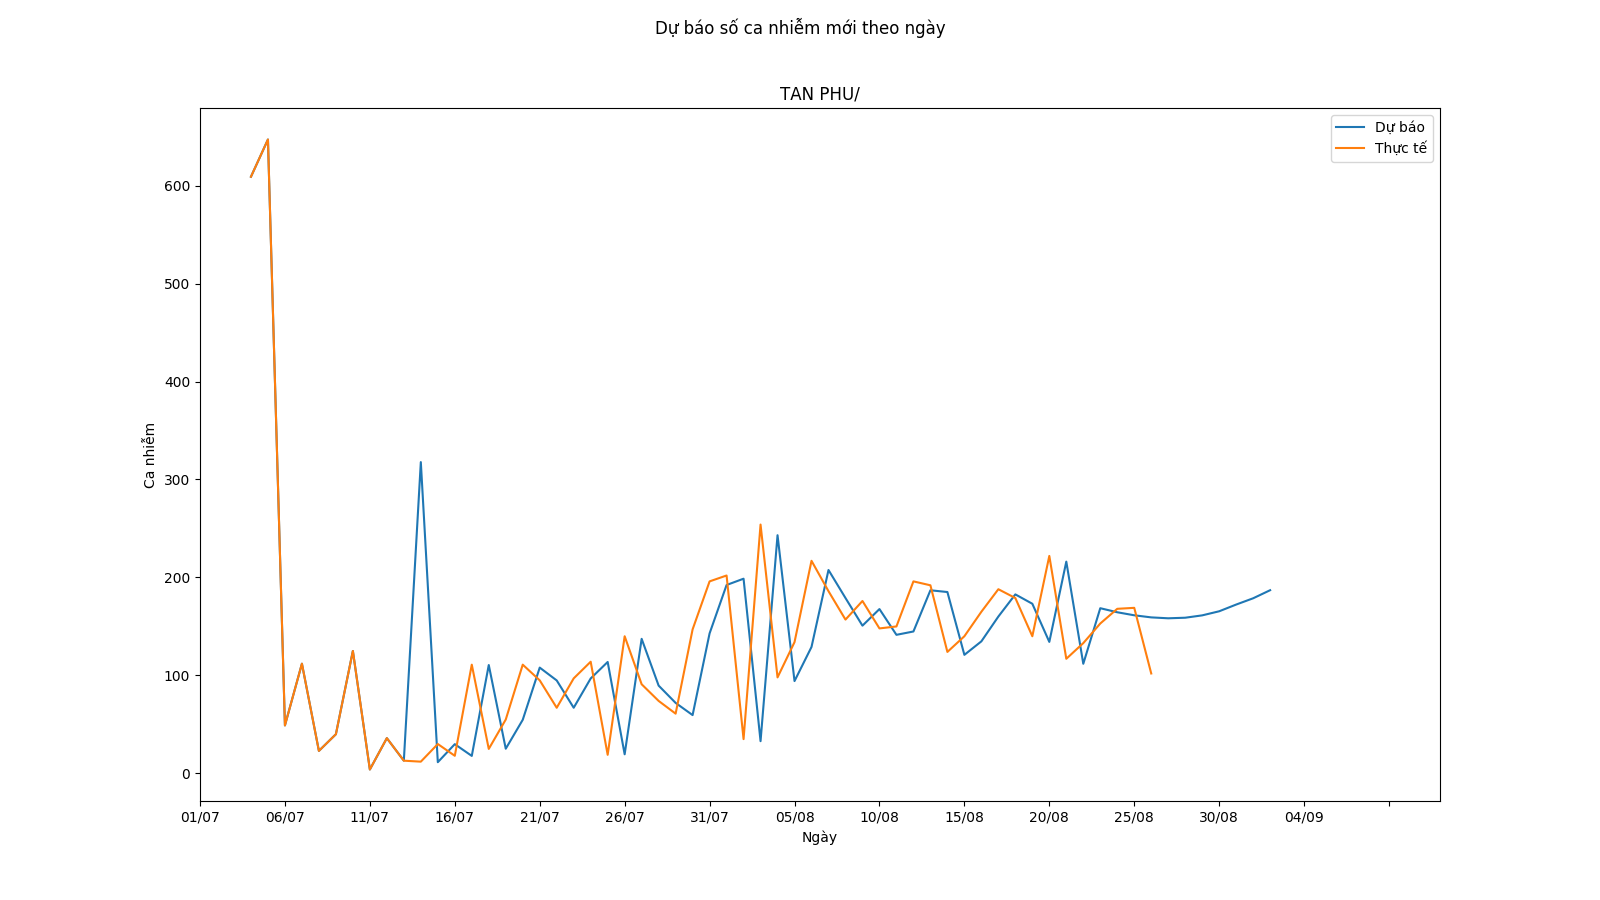 Dự báo số ca nhiễm mới theo ngày
TAN PHU/
Dự báo
Thực tế
600
500
400
300
200
100
0
Ca nhiễm
01/07 06/07 11/07 16/07 21/07 26/07 31/07 05/08 10/08 15/08 20/08 25/08 30/08 04/09
Ngày